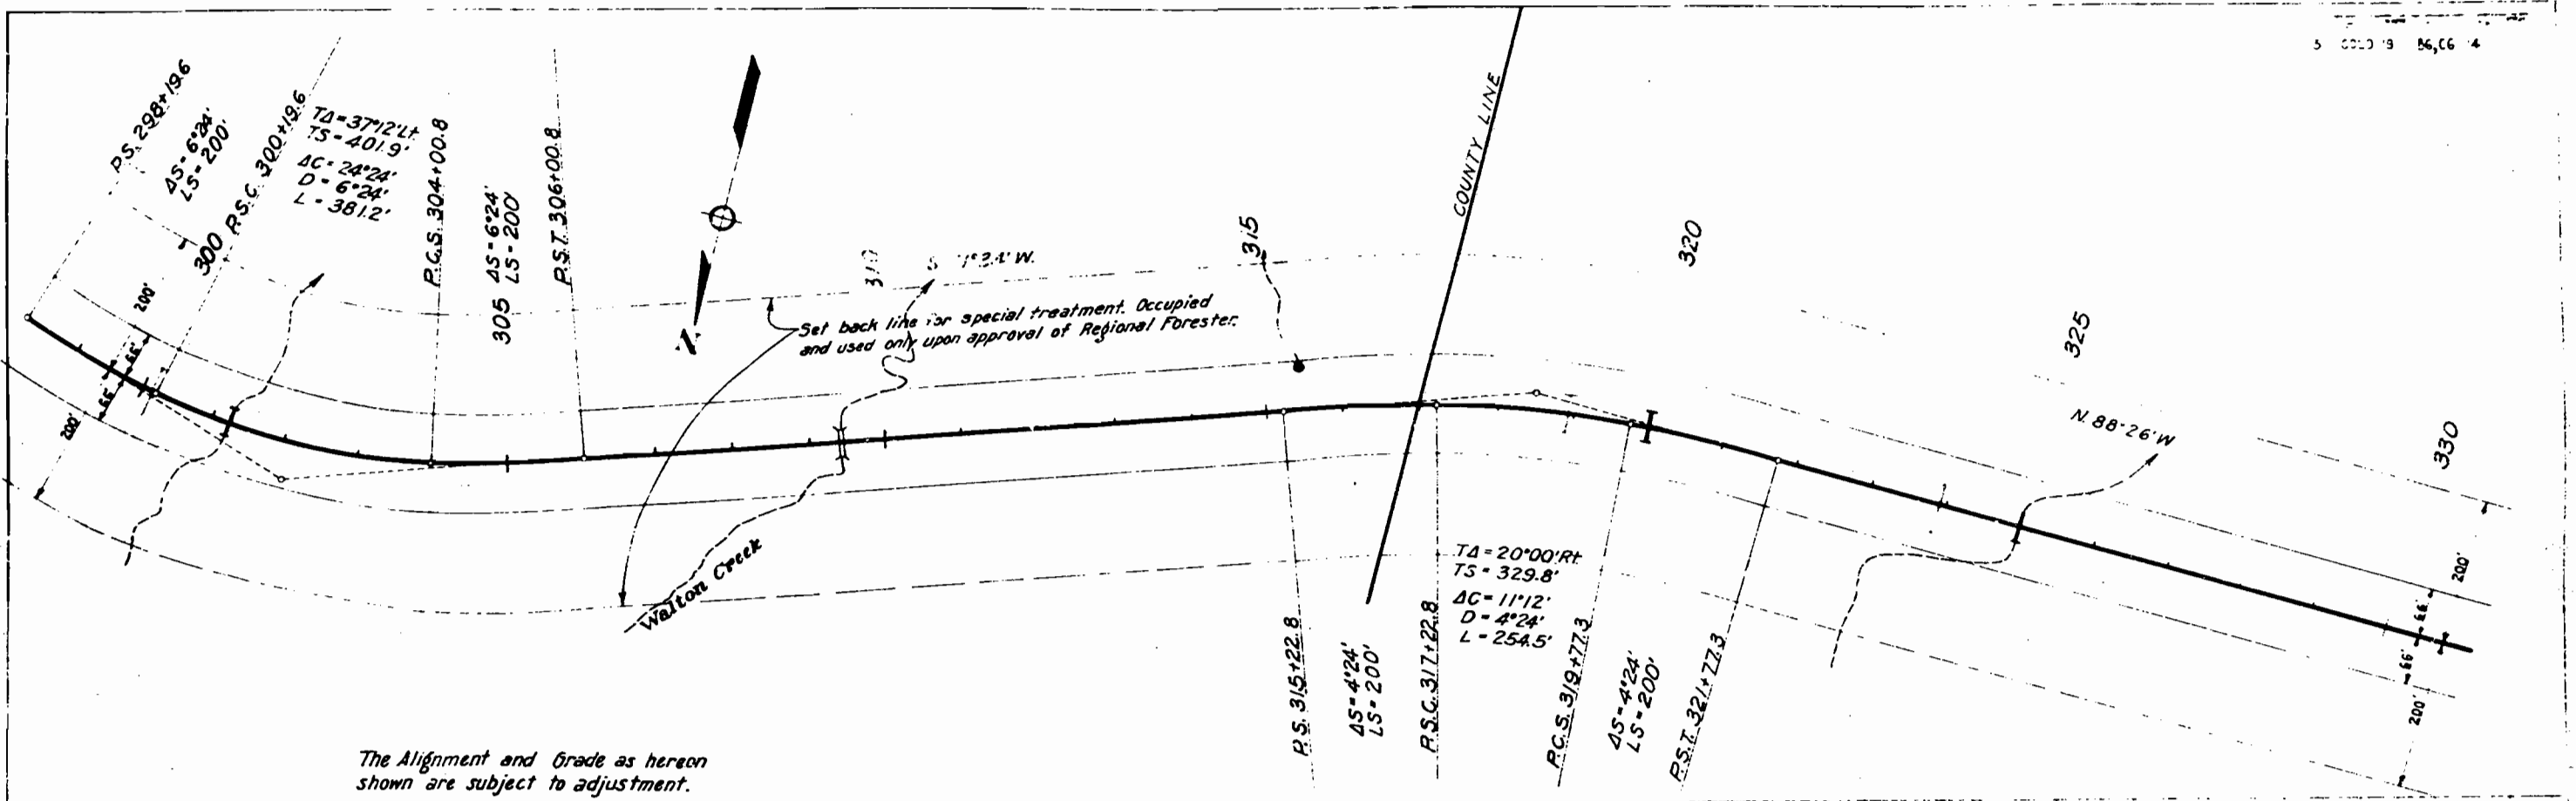 P.S. 298+19.6
ΔS=6°24'
LS=200'
300
P.S.C. 300+19.6
TΔ=37°12'Lt.
TS=401.9'
ΔC=24°24'
D=6°24'
L=381.2'
P.C.S. 304+00.8
305
ΔS=6°24'
LS=200'
P.S.T. 306+00.8
310
W.
315
COUNTY LINE
320
325
N. 88°26' W
330
Set back line for special treatment. Occupied
and used only upon approval of Regional Forester.
200'
66'
66'
200'
Walton Creek
P.S. 315+22.8
ΔS=4°24'
LS=200'
P.S.C. 317+22.8
TΔ=20°00'Rt.
TS=329.8'
ΔC=11°12'
D=4°24'
L=254.5'
P.C.S. 319+77.3
ΔS=4°24'
LS=200'
P.S.T. 321+77.3
200'
66'
66'
200'
The Alignment and Grade as hereon
shown are subject to adjustment.